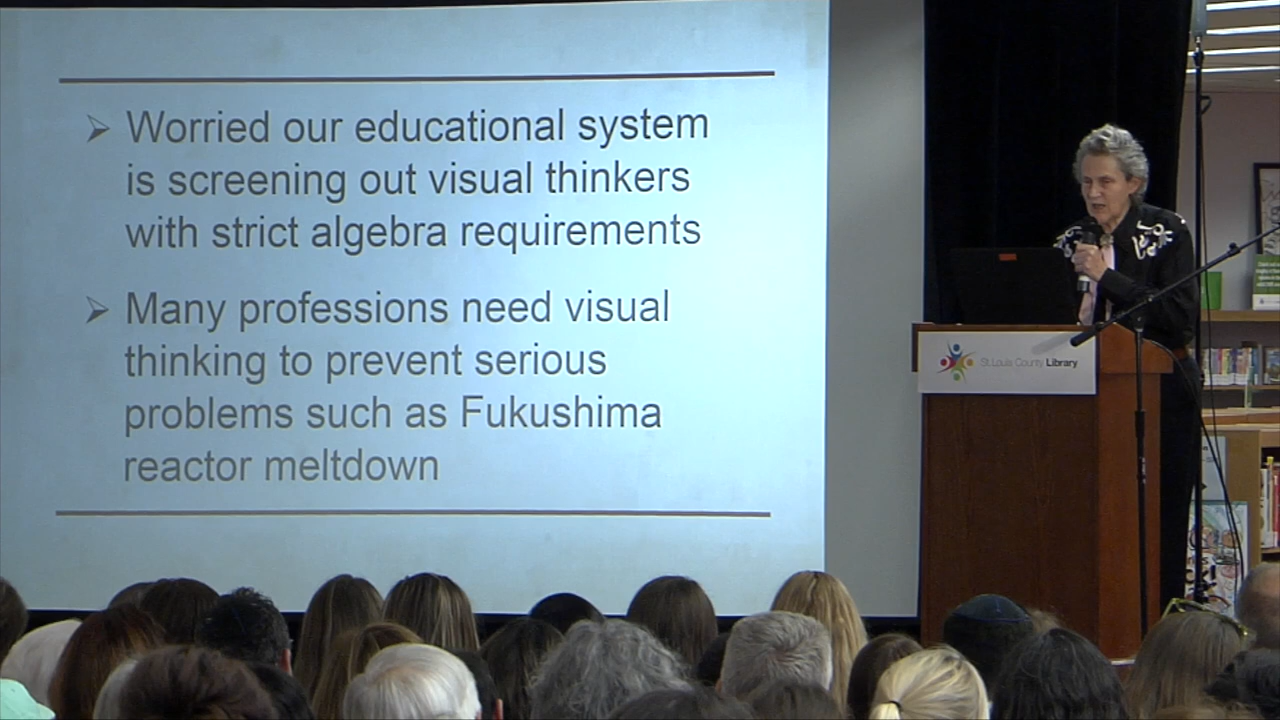 Worried our educational system
is screening out visual thinkers
with strict algebra requirements
Many professions need visual
thinking to prevent serious
problems such as Fukushima
reactor meltdown
St. Louis County Library